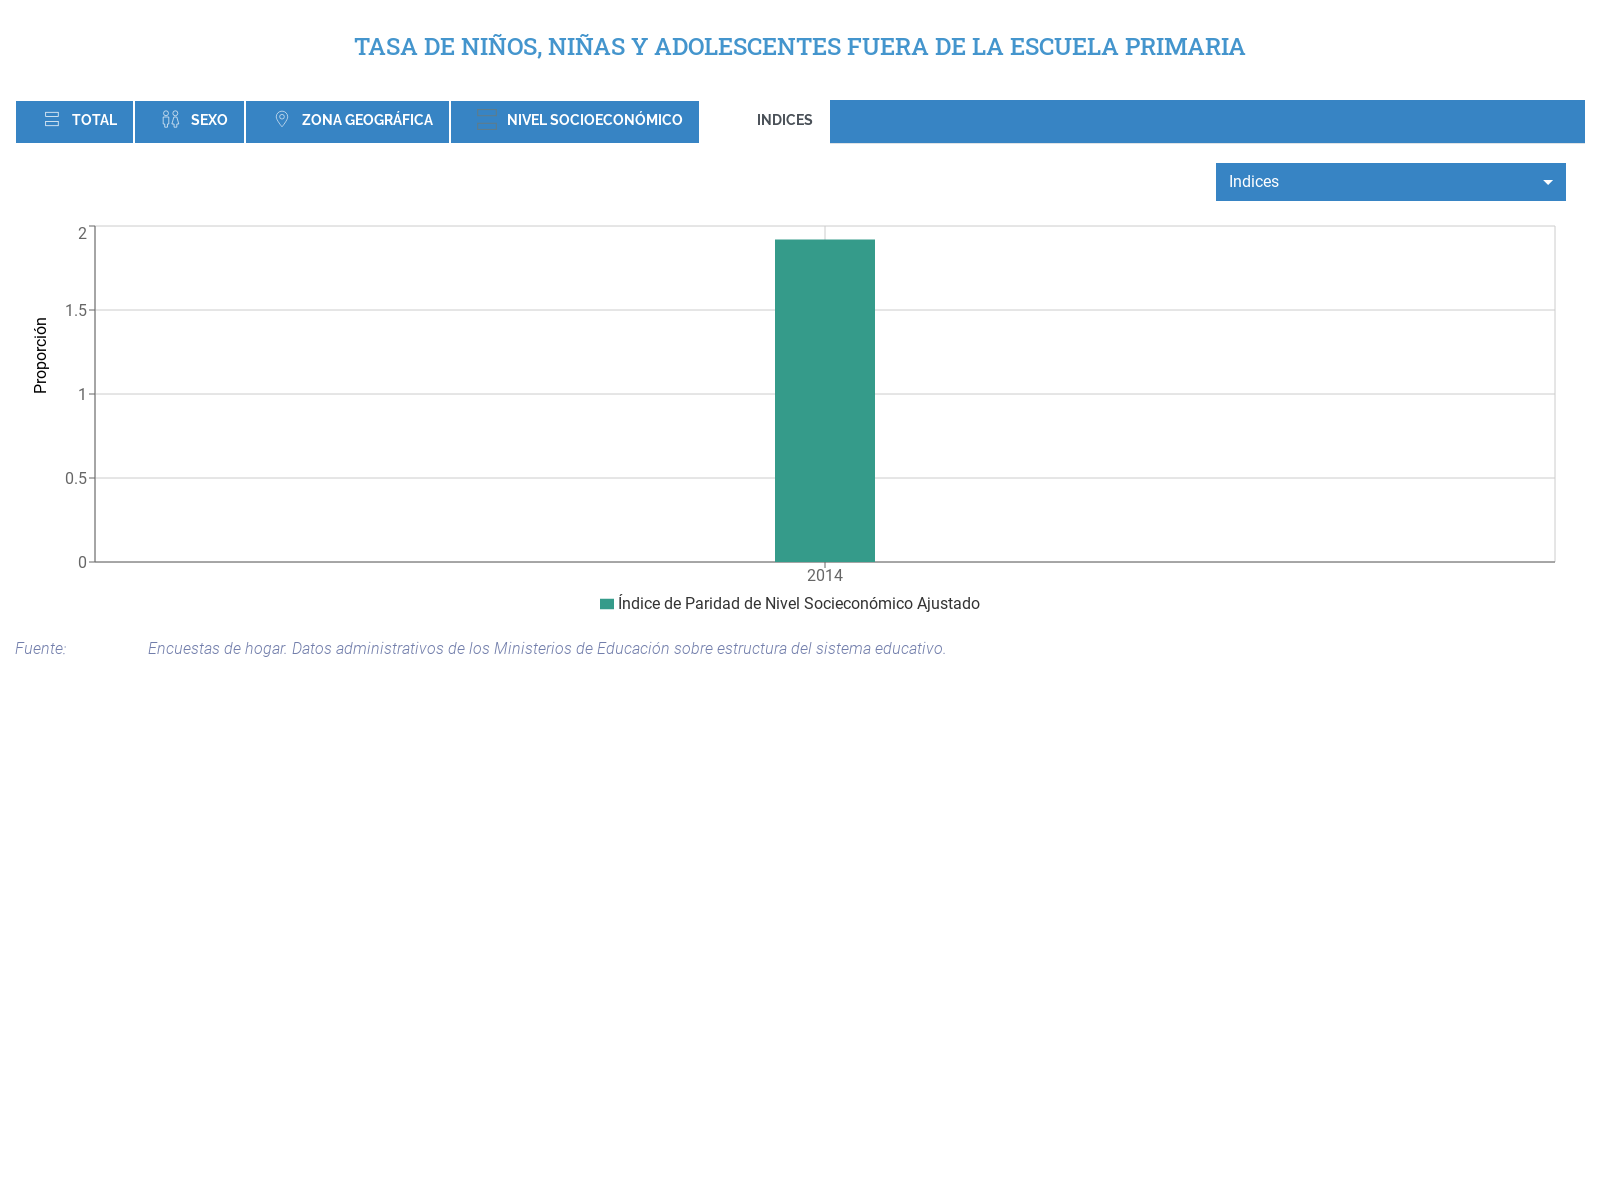 TASA DE NIÑOS, NIÑAS Y ADOLESCENTES FUERA DE LA ESCUELA PRIMARIA
TOTAL SEXO ZONA GEOGRÁFICA NIVEL SOCIOECONÓMICO INDICES
Indices
2
1.5
Proporción
1
0.5
0
2014
Índice de Paridad de Nivel Socieconómico Ajustado
Fuente: Encuestas de hogar. Datos administrativos de los Ministerios de Educación sobre estructura del sistema educativo.